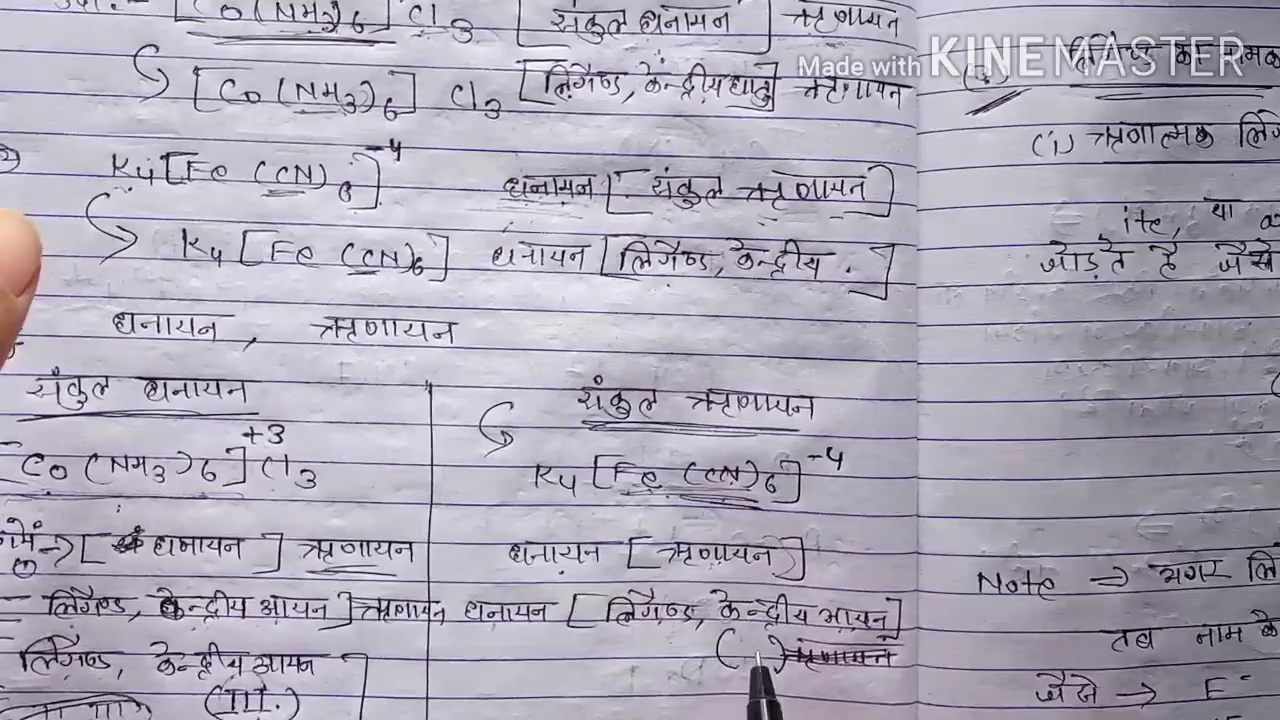 [Co(NH3)6] Cl3 [संकुल धनायन] ऋणायन
[Co(NH3)6] Cl3 [लिगैण्ड, केन्द्रीय धातु ऋणायन
K4[Fe (CN)6]-4 धनायन [संकुल ऋणायन]
K4 [Fe (CN)6] धनायन [लिगैण्ड, केन्द्रीय .]
धनायन, ऋणायन
संकुल धनायन
Co(NH3)6]+3 Cl3
→ [धनायन] ऋणायन
लिगैण्ड, केन्द्रीय आयन] ऋणायन
लिगैण्ड, केन्द्रीय आयन
(III.)
संकुल ऋणायन
K4 [Fe (CN)6]-4
धनायन [ऋणायन]
धनायन [लिगैण्ड, केन्द्रीय आयन]
( )
Made with KINEMASTER
(i) ऋणात्मक
ite, या
जोड़ते है जैसे
Note → अगर
तब नाम के
जैसे → F-